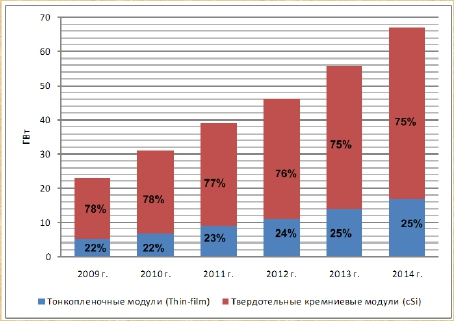 70
60
50
40
30
20
10
0
ГВт
78%
78%
77%
76%
75%
75%
22%
22%
23%
24%
25%
25%
2009 г.
2010 г.
2011 г.
2012 г.
2013 г.
2014 г.
Тонкопленочные модули (Thin-film)
Твердотельные кремниевые модули (cSi)